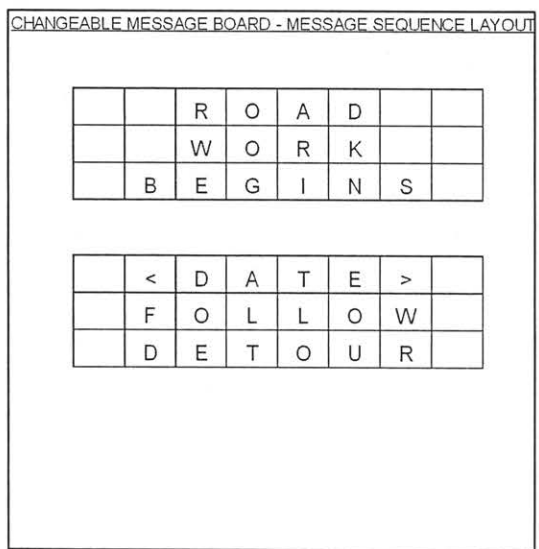 CHANGEABLE MESSAGE BOARD - MESSAGE SEQUENCE LAYOUT
ROAD
WORK
BEGINS
<DATE>
FOLLOW
DETOUR